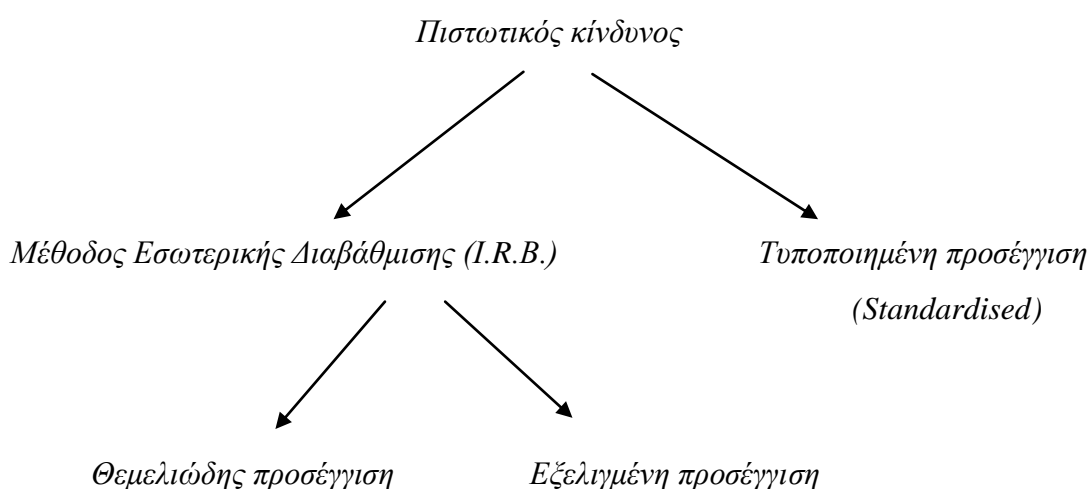 Πιστωτικός κίνδυνος
Μέθοδος Εσωτερικής Διαβάθμισης (I.R.B.)
Τυποποιημένη προσέγγιση
(Standardised)
Θεμελιώδης προσέγγιση
Εξελιγμένη προσέγγιση